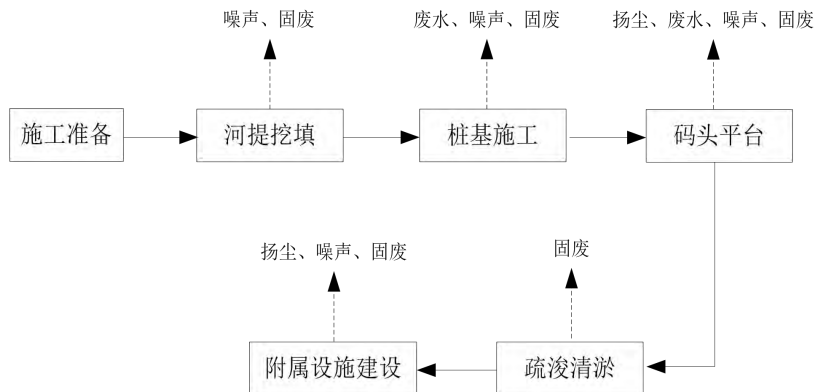 噪声、固废
废水、噪声、固废
扬尘、废水、噪声、固废
施工准备
河提挖填
桩基施工
码头平台
扬尘、噪声、固废
固废
附属设施建设
疏浚清淤